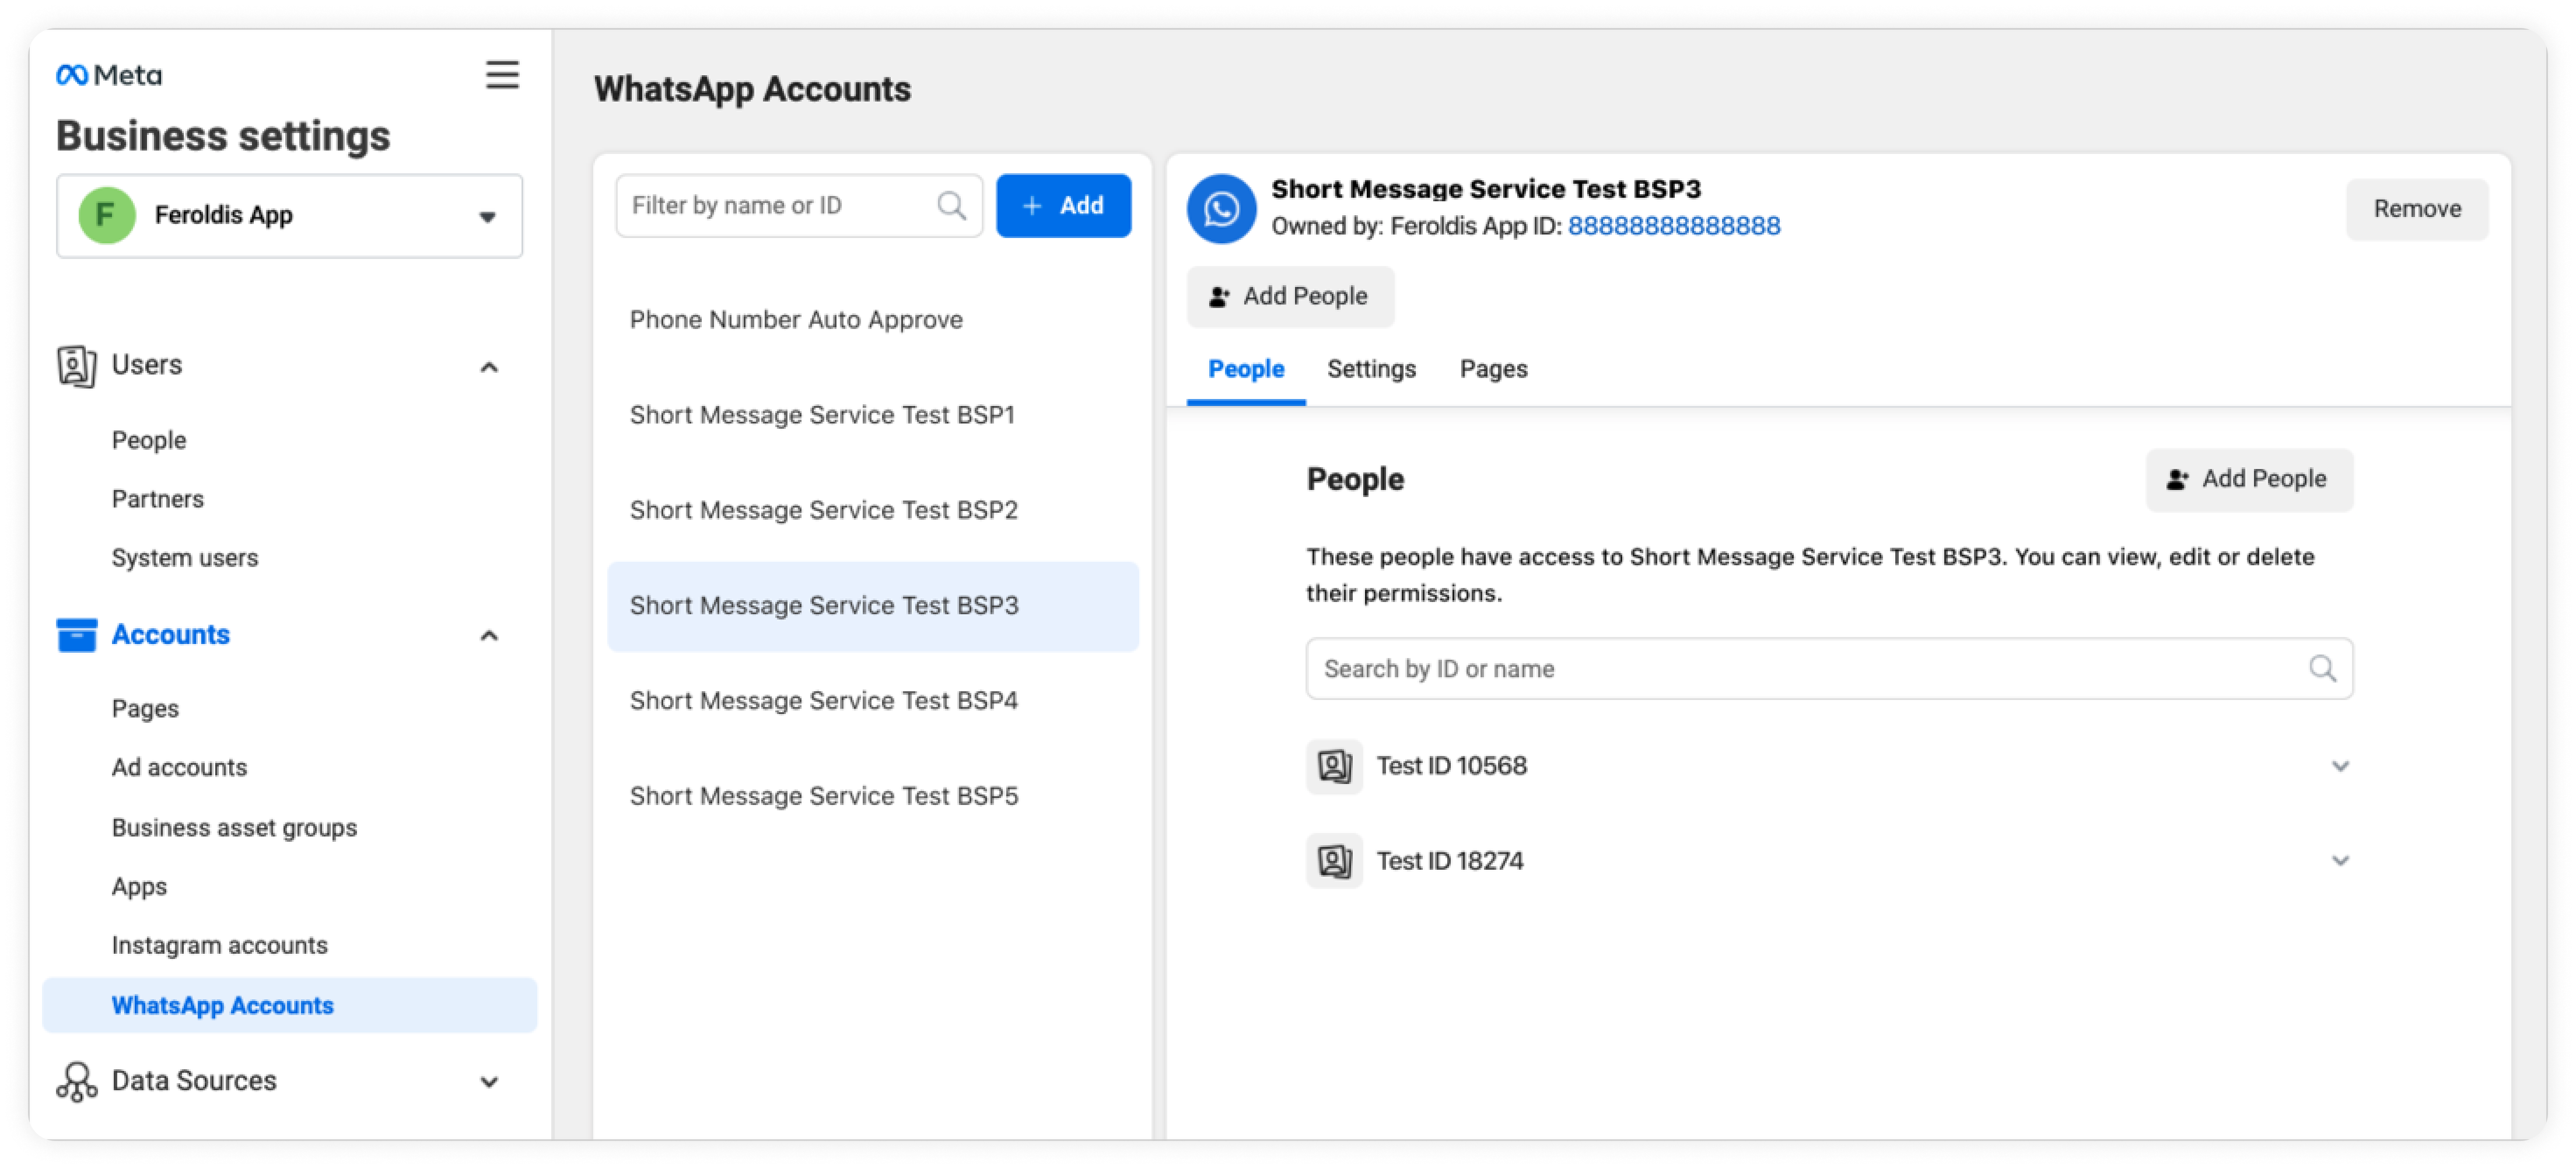 Meta
Business settings
F
Feroldis App
Users
People
Partners
System users
Accounts
Pages
Ad accounts
Business asset groups
Apps
Instagram accounts
WhatsApp Accounts
Data Sources
WhatsApp Accounts
Filter by name or ID
+ Add
Phone Number Auto Approve
Short Message Service Test BSP1
Short Message Service Test BSP2
Short Message Service Test BSP3
Short Message Service Test BSP4
Short Message Service Test BSP5
Short Message Service Test BSP3
Owned by: Feroldis App ID: 88888888888888
Remove
Add People
People Settings Pages
People
Add People
These people have access to Short Message Service Test BSP3. You can view, edit or delete
their permissions.
Search by ID or name
Test ID 10568
Test ID 18274